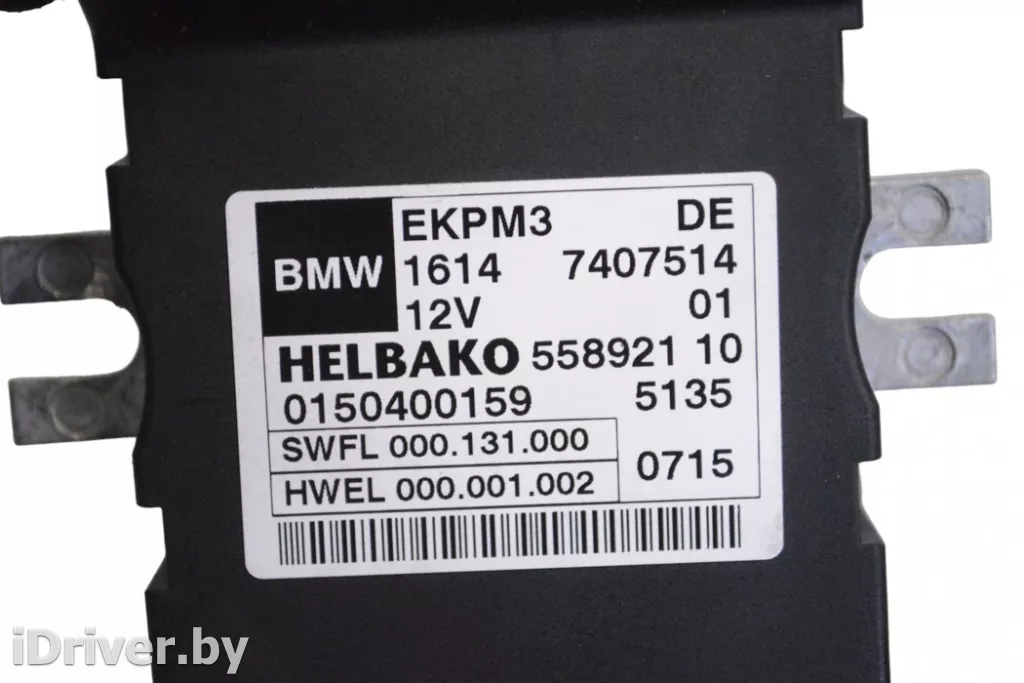 BMW EKPM3 DE
1614 7407514
12V 01
HELBAKO 558921 10
0150400159 5135
SWFL 000.131.000
HWEL 000.001.002 0715
iDriver.by